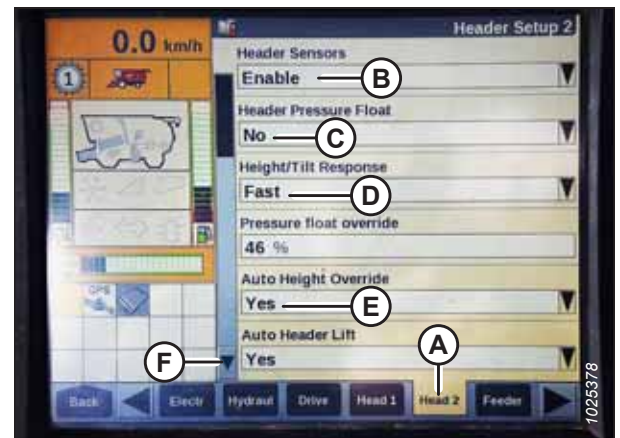 0.0 km/h
Header Setup 2
Header Sensors
1
Enable
B
Header Pressure Float
No
C
Height/Tilt Response
Fast
D
Pressure float override
46 %
Auto Height Override
GPS
Yes
E
Auto Header Lift
Yes
F
A
Back
Electr
Hydraul
Drive
Head 1
Head 2
Feeder
1025378